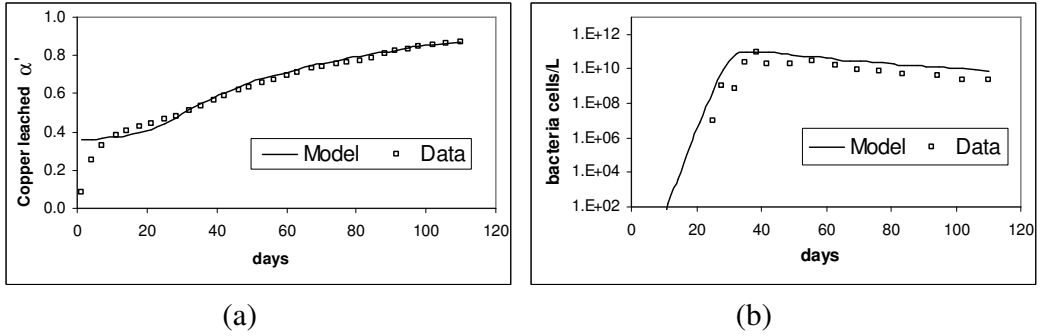 Copper leached α'
1.0
0.8
0.6
0.4
0.2
0.0
Model
Data
0
20
40
60
80
100
120
days
(a)
bacteria cells/L
1.E+12
1.E+10
1.E+08
1.E+06
1.E+04
1.E+02
Model
Data
0
20
40
60
80
100
120
days
(b)